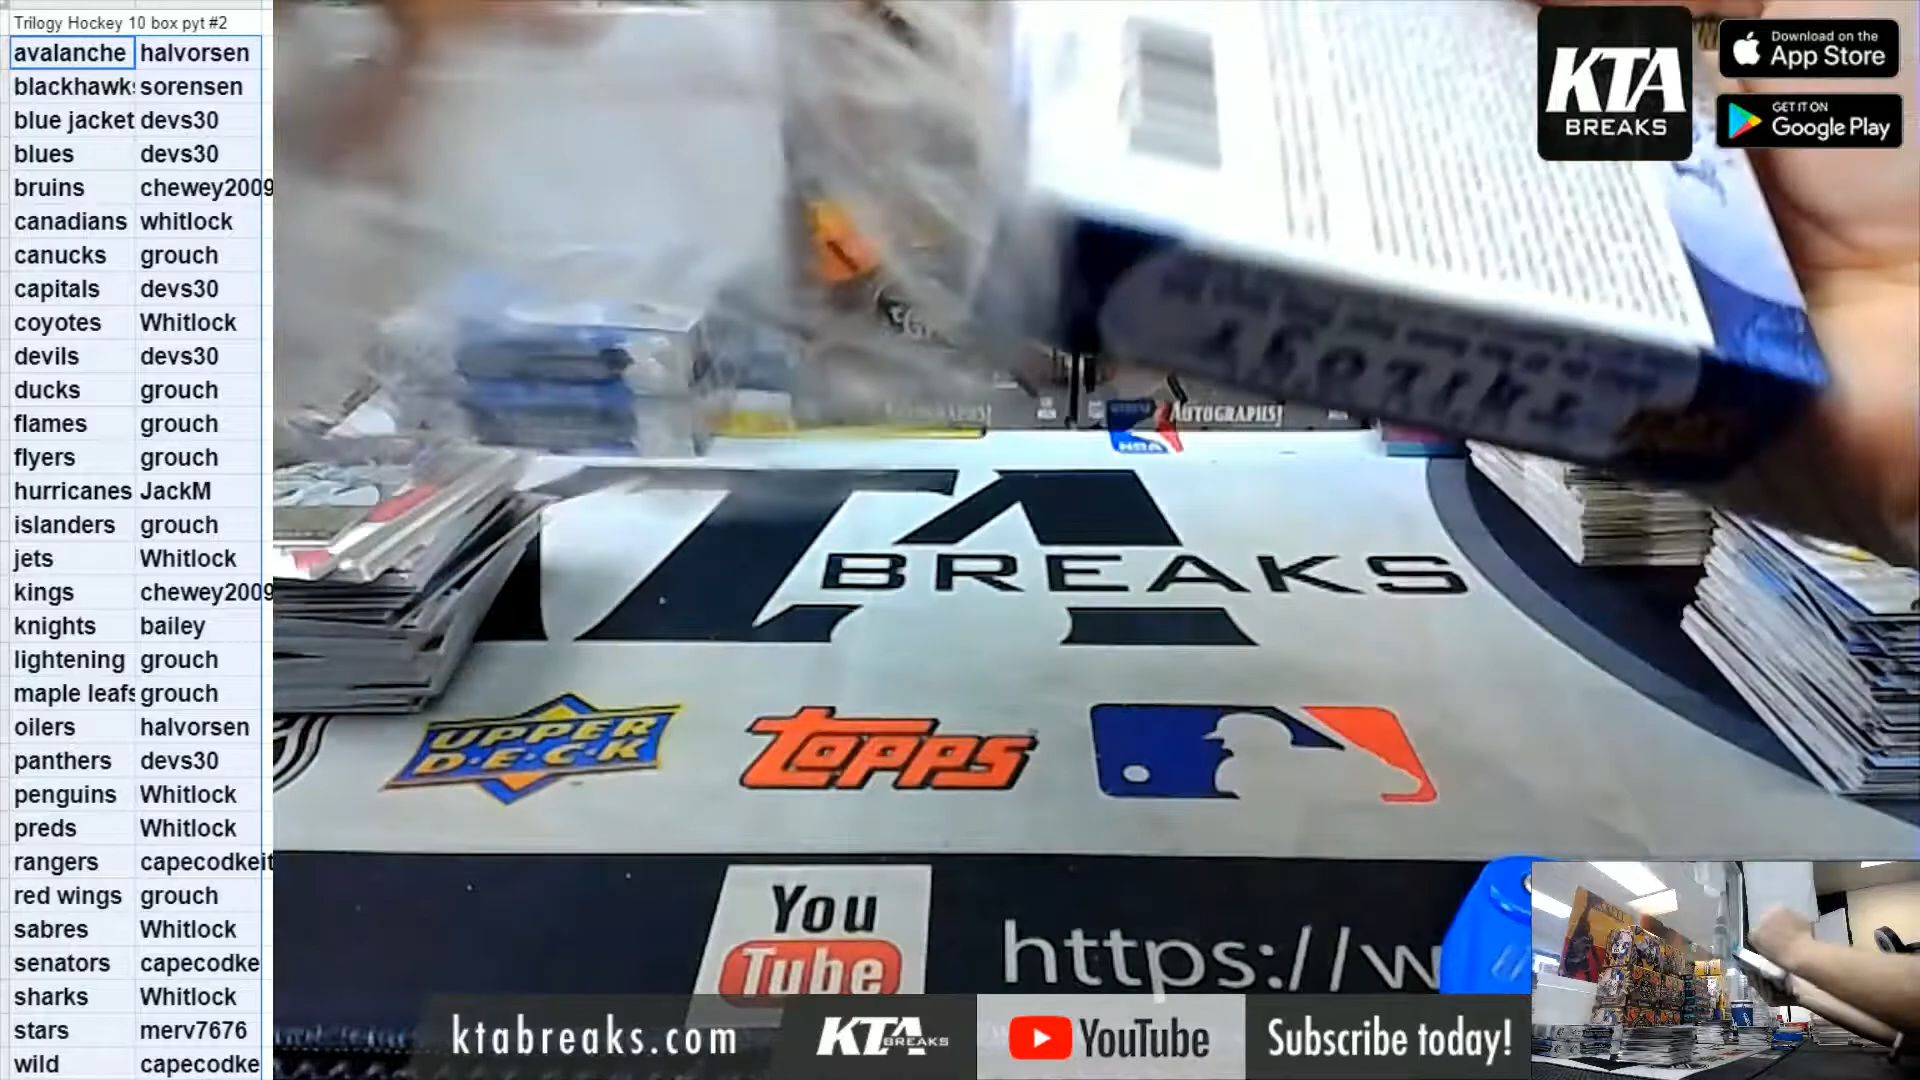 Trilogy Hockey 10 box pyt #2
avalanche halvorsen
blackhawks sorensen
blue jacket devs30
blues devs30
bruins chewey2009
canadians whitlock
canucks grouch
capitals devs30
coyotes Whitlock
devils devs30
ducks grouch
flames grouch
flyers grouch
hurricanes JackM
islanders grouch
jets Whitlock
kings chewey2009
knights bailey
lightening grouch
maple leafs grouch
oilers halvorsen
panthers devs30
penguins Whitlock
preds Whitlock
rangers capecodkeit
red wings grouch
sabres Whitlock
senators capecodke
sharks Whitlock
stars merv7676
wild capecodke
KTA
BREAKS
Download on the
App Store
GET IT ON
Google Play
TRILOGY
AUTOGRAPHS!
AUTOGRAPHS!
NBA
BREAKS
UPPER
D·E·C·K
TOPPS
You
Tube
https://w
ktabreaks.com
KTA
BREAKS
YouTube
Subscribe today!